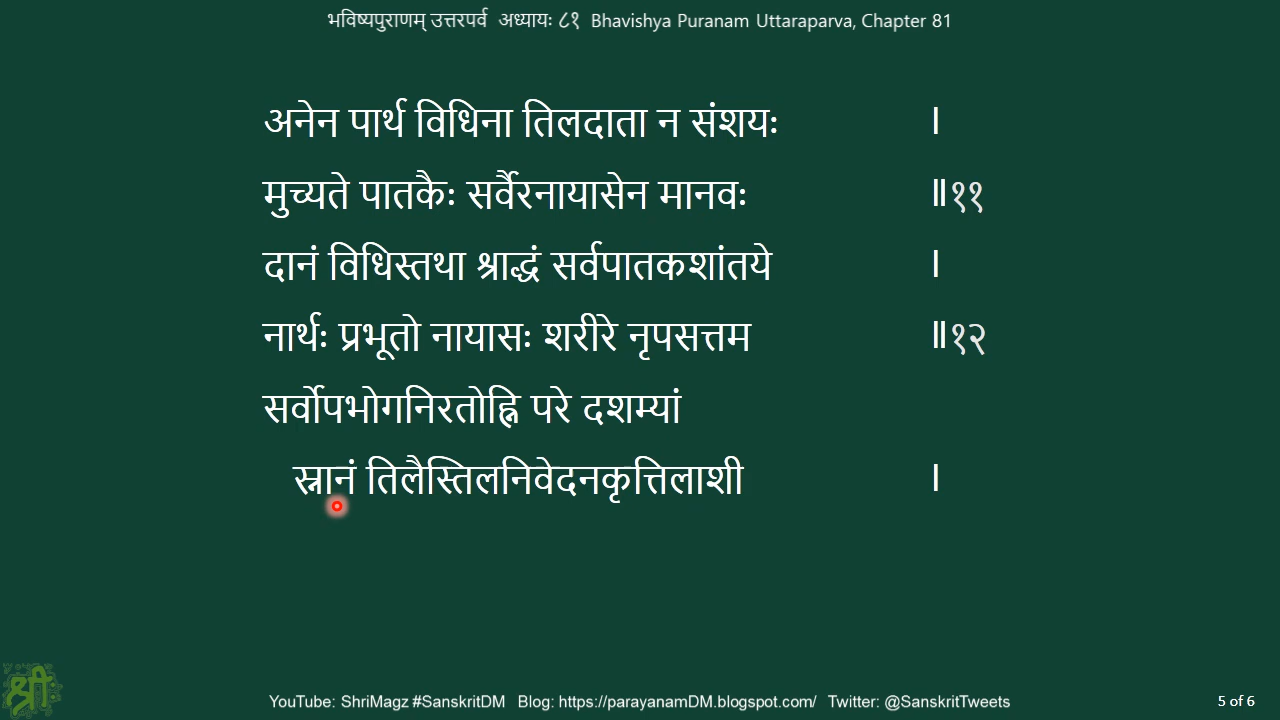 भविष्यपुराणम् उत्तरपर्व अध्यायः ८१ Bhavishya Puranam Uttaraparva, Chapter 81
अनेन पार्थ विधिना तिलदाता न संशयः ।
मुच्यते पातकैः सर्वैरनायासेन मानवः ॥११
दानं विधिस्तथा श्राद्धं सर्वपातकशांतये ।
नार्थः प्रभूतो नायासः शरीरे नृपसत्तम ॥१२
सर्वोपभोगनिरतोह्नि परे दशम्यां
स्नानं तिलैस्तिलनिवेदनकृत्तिलाशी ।
श्री
YouTube: ShriMagz #SanskritDM Blog: https://parayanamDM.blogspot.com/ Twitter: @SanskritTweets
5 of 6